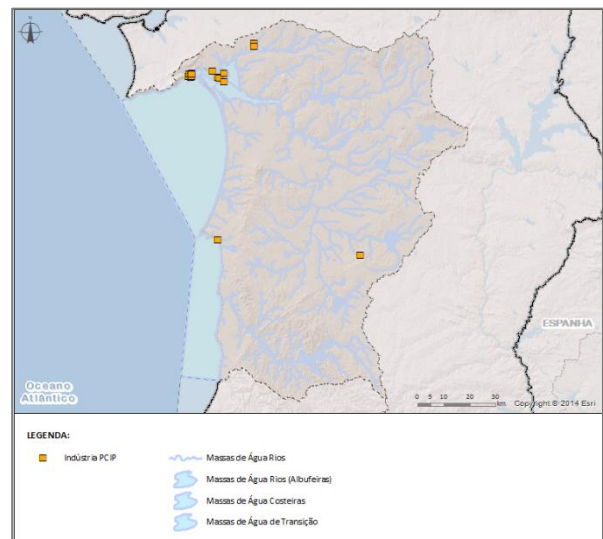 ESPANHA
Oceano
Atlântico
0 5 10 20 30
km
Copyright © 2014 Esri
LEGENDA:
Indústria PCIP
Massas de Água Rios
Massas de Água Rios (Albufeiras)
Massas de Água Costeiras
Massas de Água de Transição